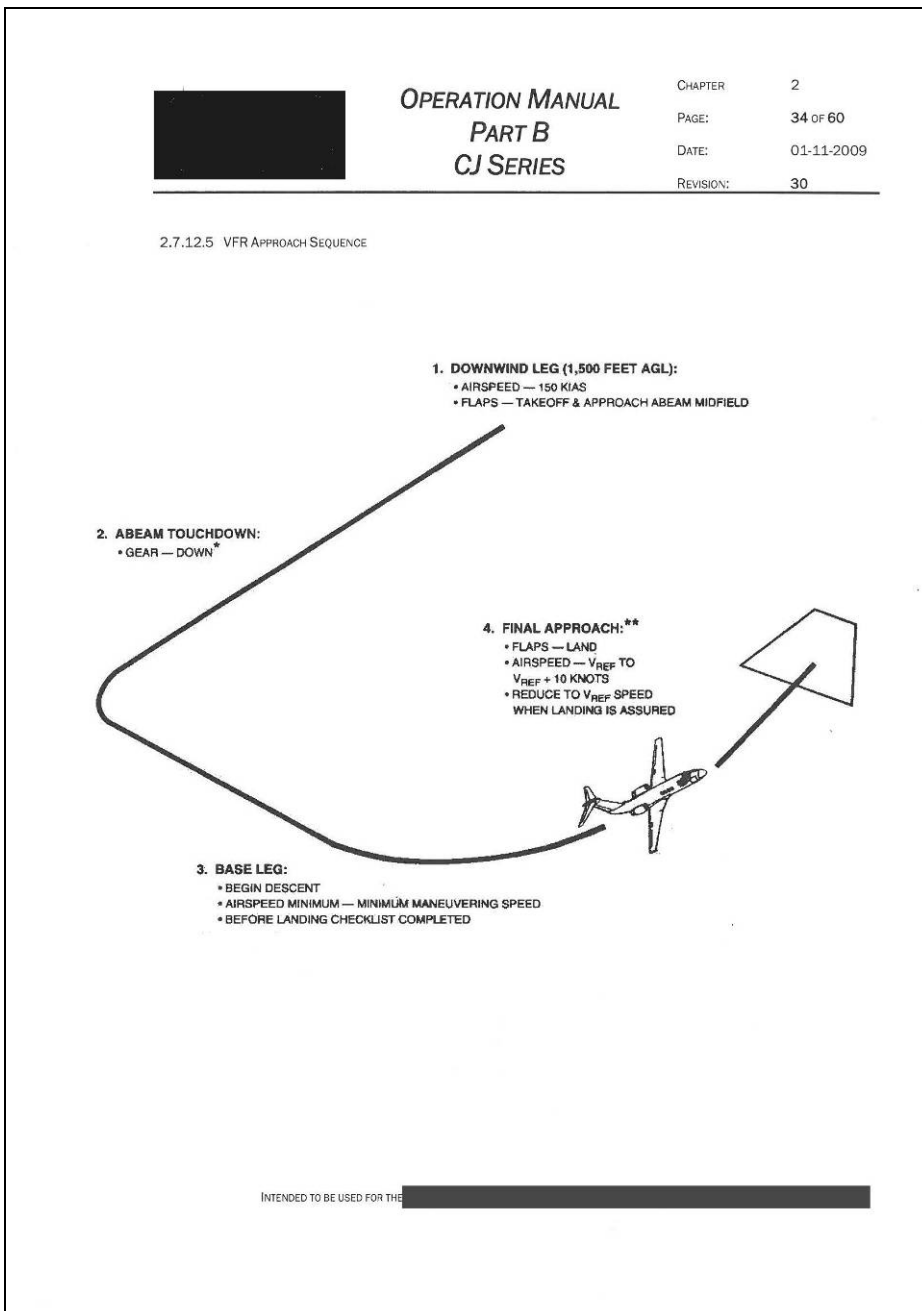 OPERATION MANUAL
PART B
CJ SERIES
CHAPTER 2
PAGE: 34 OF 60
DATE: 01-11-2009
REVISION: 30
2.7.12.5 VFR APPROACH SEQUENCE
1. DOWNWIND LEG (1,500 FEET AGL):
• AIRSPEED — 150 KIAS
• FLAPS — TAKEOFF & APPROACH ABEAM MIDFIELD
2. ABEAM TOUCHDOWN:
• GEAR — DOWN*
4. FINAL APPROACH:**
• FLAPS — LAND
• AIRSPEED — VREF TO
VREF + 10 KNOTS
• REDUCE TO VREF SPEED
WHEN LANDING IS ASSURED
3. BASE LEG:
• BEGIN DESCENT
• AIRSPEED MINIMUM — MINIMUM MANEUVERING SPEED
• BEFORE LANDING CHECKLIST COMPLETED
INTENDED TO BE USED FOR THE